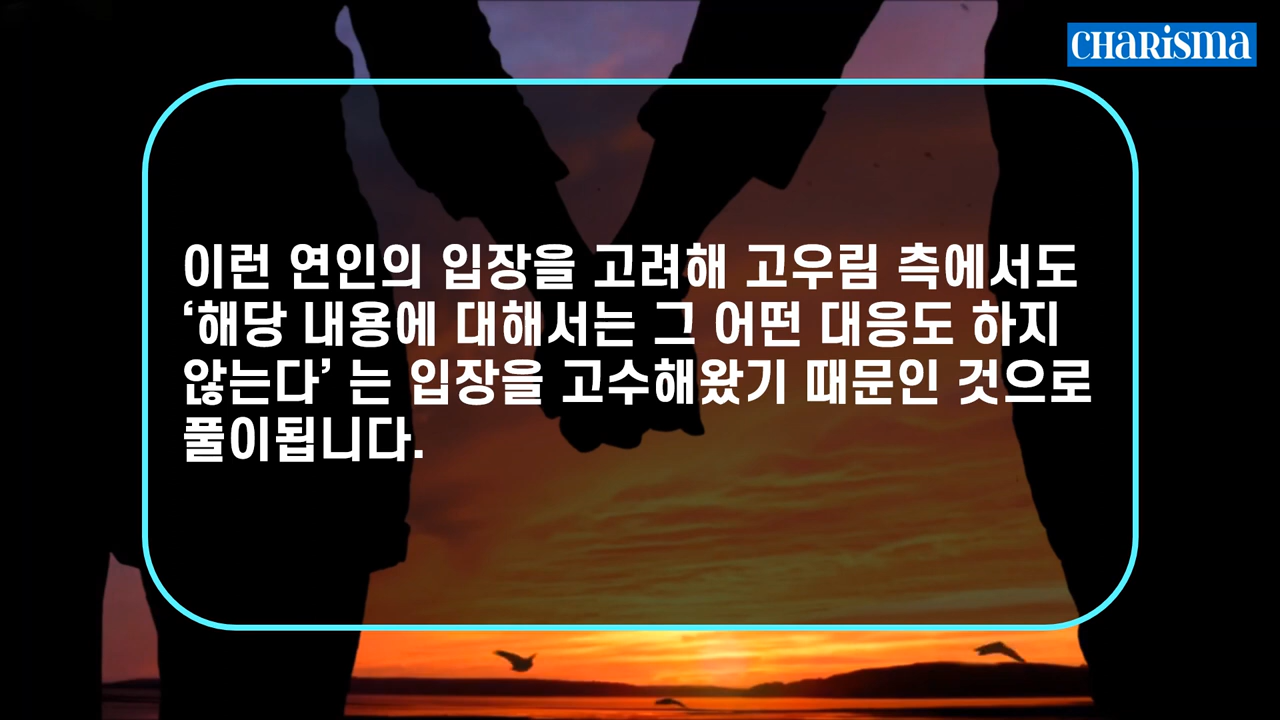 CHARiSMA
이런 연인의 입장을 고려해 고우림 측에서도
‘해당 내용에 대해서는 그 어떤 대응도 하지
않는다’ 는 입장을 고수해왔기 때문인 것으로
풀이됩니다.